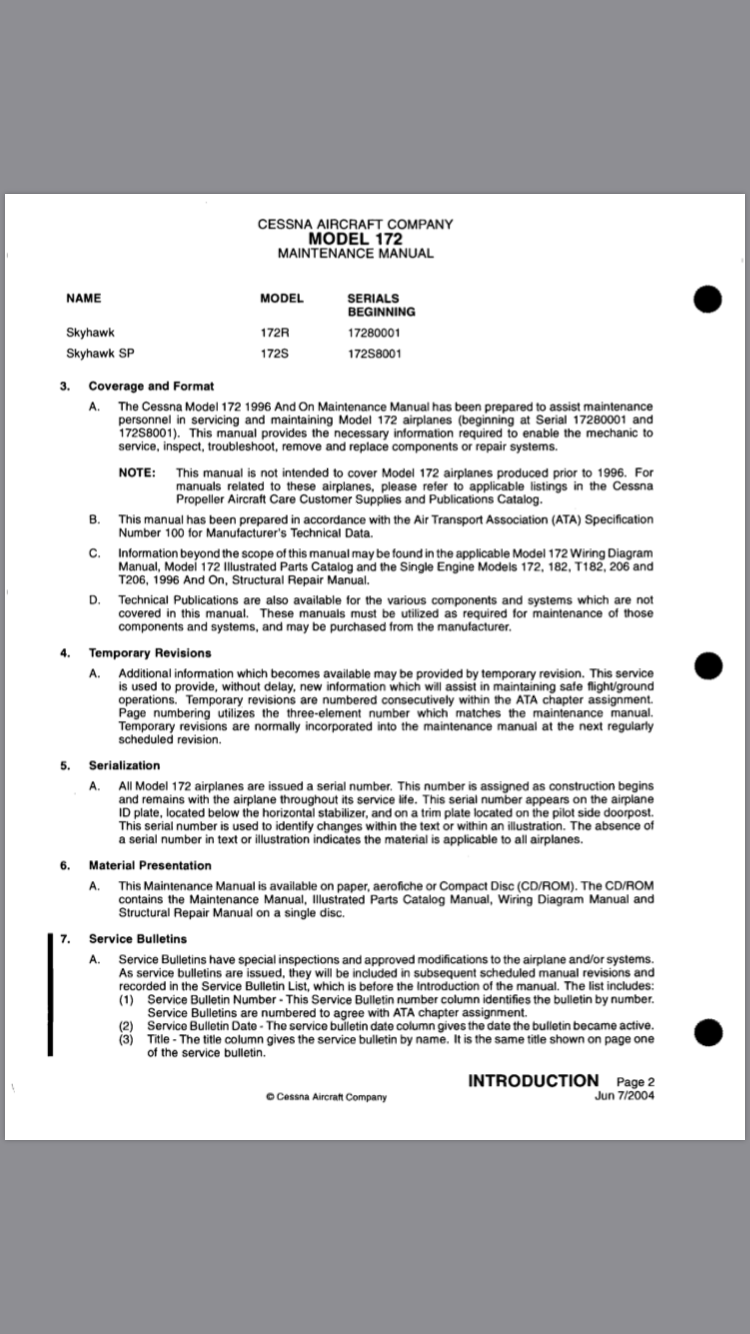 CESSNA AIRCRAFT COMPANY
MODEL 172
MAINTENANCE MANUAL
NAME MODEL SERIALS
BEGINNING
Skyhawk 172R 17280001
Skyhawk SP 172S 172S8001
3. Coverage and Format
A. The Cessna Model 172 1996 And On Maintenance Manual has been prepared to assist maintenance
personnel in servicing and maintaining Model 172 airplanes (beginning at Serial 17280001 and
172S8001). This manual provides the necessary information required to enable the mechanic to
service, inspect, troubleshoot, remove and replace components or repair systems.
NOTE: This manual is not intended to cover Model 172 airplanes produced prior to 1996. For
manuals related to these airplanes, please refer to applicable listings in the Cessna
Propeller Aircraft Care Customer Supplies and Publications Catalog.
B. This manual has been prepared in accordance with the Air Transport Association (ATA) Specification
Number 100 for Manufacturer's Technical Data.
C. Information beyond the scope of this manual may be found in the applicable Model 172 Wiring Diagram
Manual, Model 172 Illustrated Parts Catalog and the Single Engine Models 172, 182, T182, 206 and
T206, 1996 And On, Structural Repair Manual.
D. Technical Publications are also available for the various components and systems which are not
covered in this manual. These manuals must be utilized as required for maintenance of those
components and systems, and may be purchased from the manufacturer.
4. Temporary Revisions
A. Additional information which becomes available may be provided by temporary revision. This service
is used to provide, without delay, new information which will assist in maintaining safe flight/ground
operations. Temporary revisions are numbered consecutively within the ATA chapter assignment.
Page numbering utilizes the three-element number which matches the maintenance manual.
Temporary revisions are normally incorporated into the maintenance manual at the next regularly
scheduled revision.
5. Serialization
A. All Model 172 airplanes are issued a serial number. This number is assigned as construction begins
and remains with the airplane throughout its service life. This serial number appears on the airplane
ID plate, located below the horizontal stabilizer, and on a trim plate located on the pilot side doorpost.
This serial number is used to identify changes within the text or within an illustration. The absence of
a serial number in text or illustration indicates the material is applicable to all airplanes.
6. Material Presentation
A. This Maintenance Manual is available on paper, aerofiche or Compact Disc (CD/ROM). The CD/ROM
contains the Maintenance Manual, Illustrated Parts Catalog Manual, Wiring Diagram Manual and
Structural Repair Manual on a single disc.
7. Service Bulletins
A. Service Bulletins have special inspections and approved modifications to the airplane and/or systems.
As service bulletins are issued, they will be included in subsequent scheduled manual revisions and
recorded in the Service Bulletin List, which is before the Introduction of the manual. The list includes:
(1) Service Bulletin Number - This Service Bulletin number column identifies the bulletin by number.
Service Bulletins are numbered to agree with ATA chapter assignment.
(2) Service Bulletin Date - The service bulletin date column gives the date the bulletin became active.
(3) Title - The title column gives the service bulletin by name. It is the same title shown on page one
of the service bulletin.
INTRODUCTION Page 2
© Cessna Aircraft Company Jun 7/2004